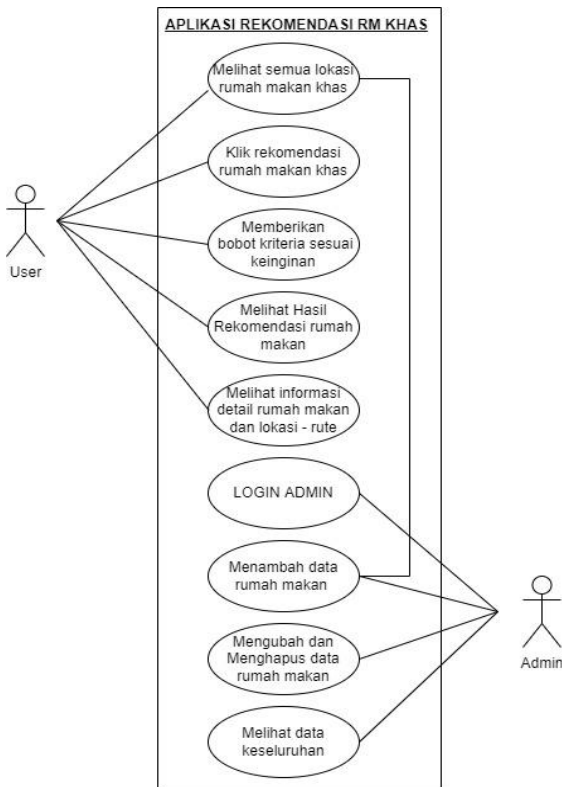 APLIKASI REKOMENDASI RM KHAS
Melihat semua lokasi
rumah makan khas
Klik rekomendasi
rumah makan khas
Memberikan
bobot kriteria sesuai
keinginan
User
Melihat Hasil
Rekomendasi rumah
makan
Melihat informasi
detail rumah makan
dan lokasi - rute
LOGIN ADMIN
Menambah data
rumah makan
Mengubah dan
Menghapus data
rumah makan
Admin
Melihat data
keseluruhan